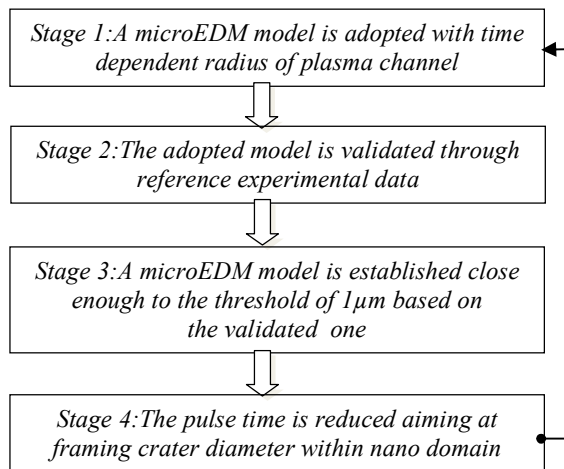 Stage 1:A microEDM model is adopted with time
dependent radius of plasma channel
Stage 2:The adopted model is validated through
reference experimental data
Stage 3:A microEDM model is established close
enough to the threshold of 1µm based on
the validated one
Stage 4:The pulse time is reduced aiming at
framing crater diameter within nano domain